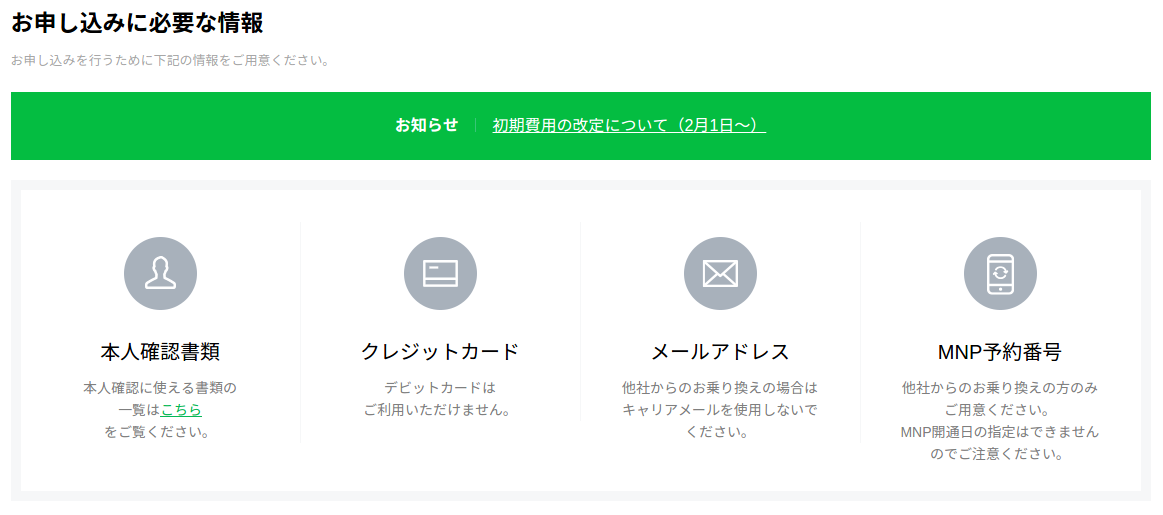 お申し込みに必要な情報
お申し込みを行うために下記の情報をご用意ください。
お知らせ
初期費用の改定について（2月1日〜）
本人確認書類
本人確認に使える書類の
一覧はこちら
をご覧ください。
クレジットカード
デビットカードは
ご利用いただけません。
メールアドレス
他社からのお乗り換えの場合は
キャリアメールを使用しないで
ください。
MNP予約番号
他社からのお乗り換えの方のみ
ご用意ください。
MNP開通日の指定はできません
のでご注意ください。